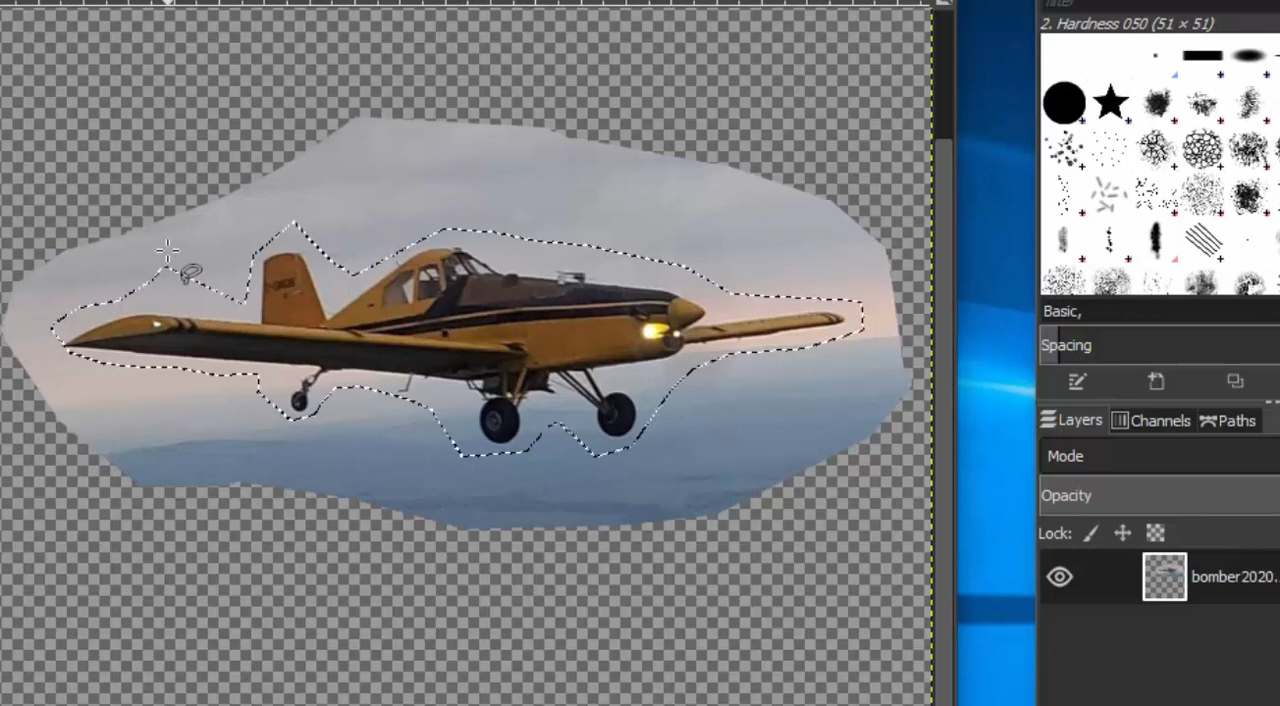 2. Hardness 050 (51 × 51)
Basic,
Spacing
Layers Channels Paths
Mode
Opacity
Lock:
bomber2020.